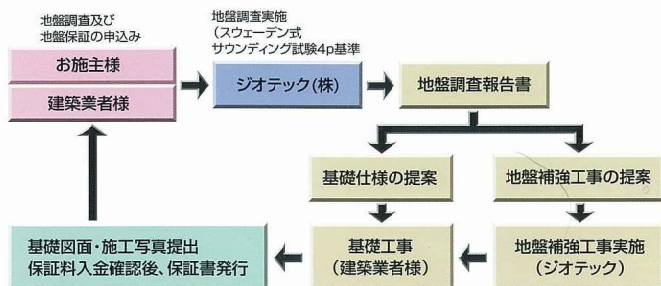 地盤調査及び
地盤保証の申込み
お施主様
建築業者様
地盤調査実施
(スウェーデン式
サウンディング試験4p基準
ジオテック(株)
地盤調査報告書
基礎仕様の提案
地盤補強工事の提案
基礎図面・施工写真提出
保証料入金確認後、保証書発行
基礎工事
(建築業者様)
地盤補強工事実施
(ジオテック)